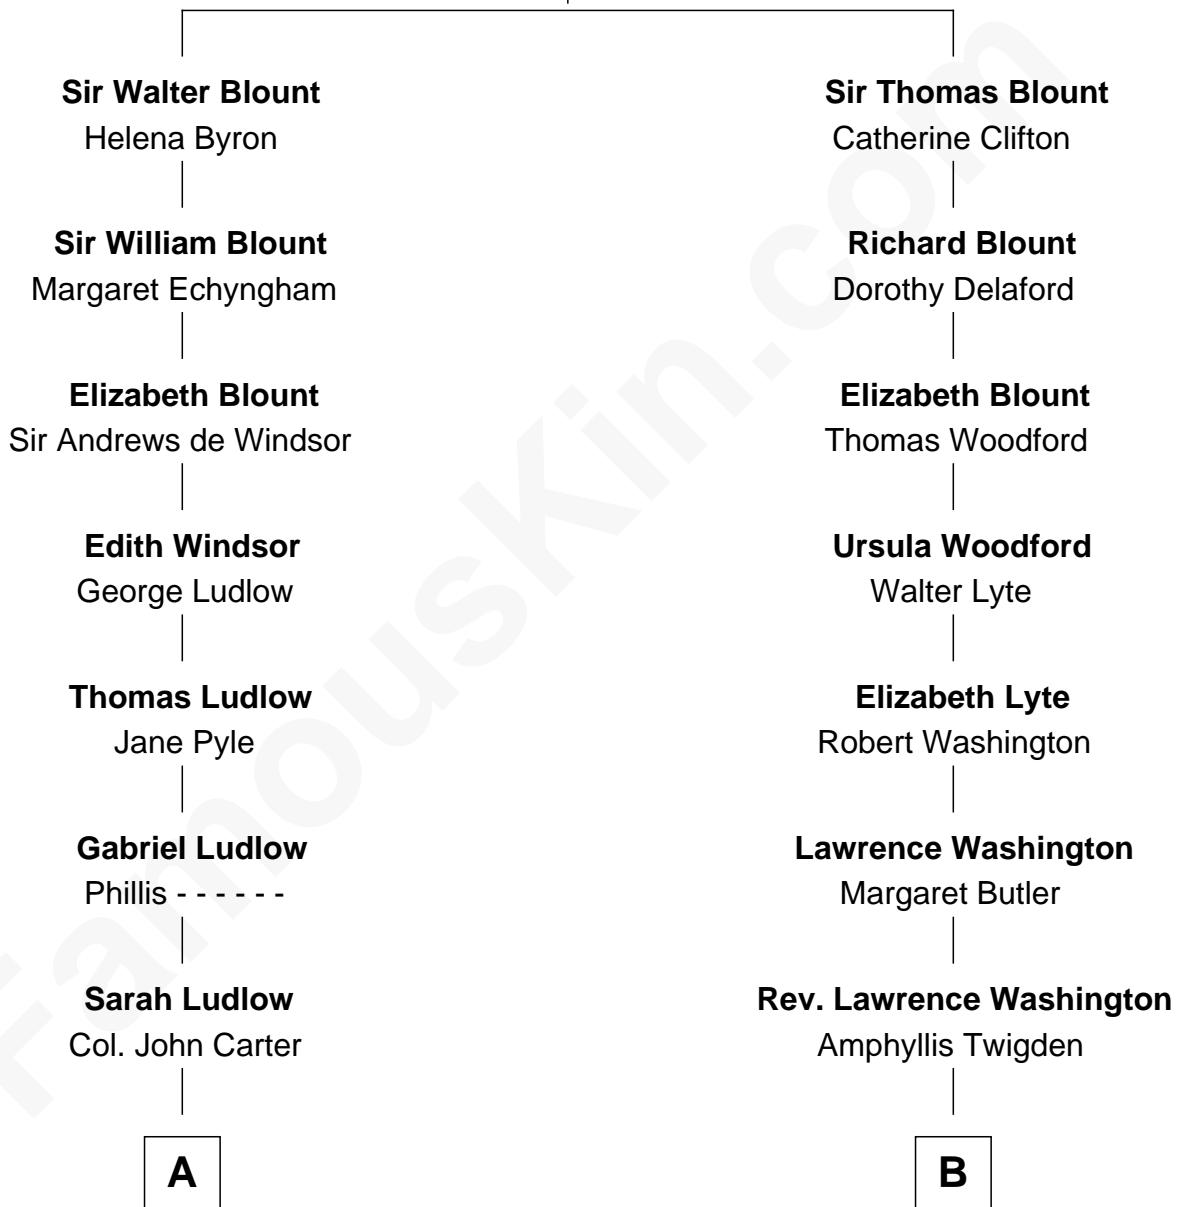 Sir Walter Blount
Helena Byron
Sir William Blount
Margaret Echyngham
Elizabeth Blount
Sir Andrews de Windsor
Edith Windsor
George Ludlow
Thomas Ludlow
Jane Pyle
Gabriel Ludlow
Phillis - - - - - -
Sarah Ludlow
Col. John Carter
A
Sir Thomas Blount
Catherine Clifton
Richard Blount
Dorothy Delaford
Elizabeth Blount
Thomas Woodford
Ursula Woodford
Walter Lyte
Elizabeth Lyte
Robert Washington
Lawrence Washington
Margaret Butler
Rev. Lawrence Washington
Amphyllis Twigden
B
FamousKin.com